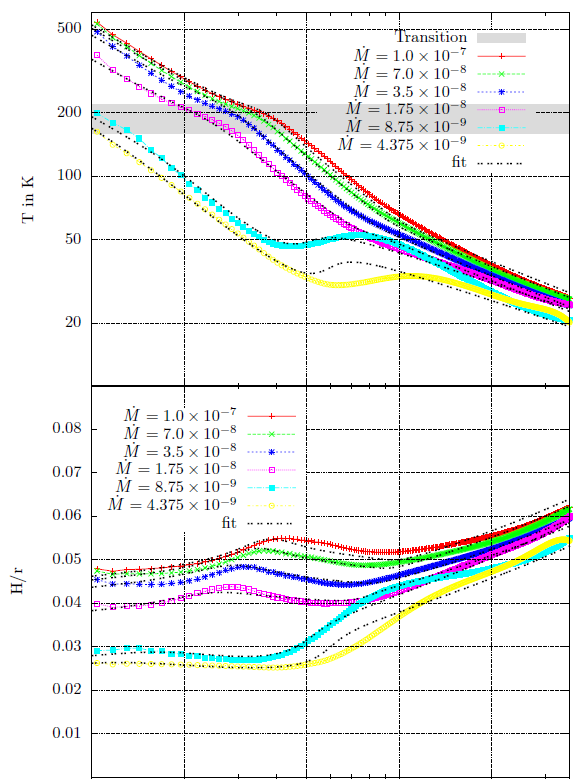 T in K
500
200
100
50
20
Transition
Ṁ = 1.0 × 10⁻⁷
Ṁ = 7.0 × 10⁻⁸
Ṁ = 3.5 × 10⁻⁸
Ṁ = 1.75 × 10⁻⁸
Ṁ = 8.75 × 10⁻⁹
Ṁ = 4.375 × 10⁻⁹
fit
H/r
0.08
0.07
0.06
0.05
0.04
0.03
0.02
0.01
Ṁ = 1.0 × 10⁻⁷
Ṁ = 7.0 × 10⁻⁸
Ṁ = 3.5 × 10⁻⁸
Ṁ = 1.75 × 10⁻⁸
Ṁ = 8.75 × 10⁻⁹
Ṁ = 4.375 × 10⁻⁹
fit